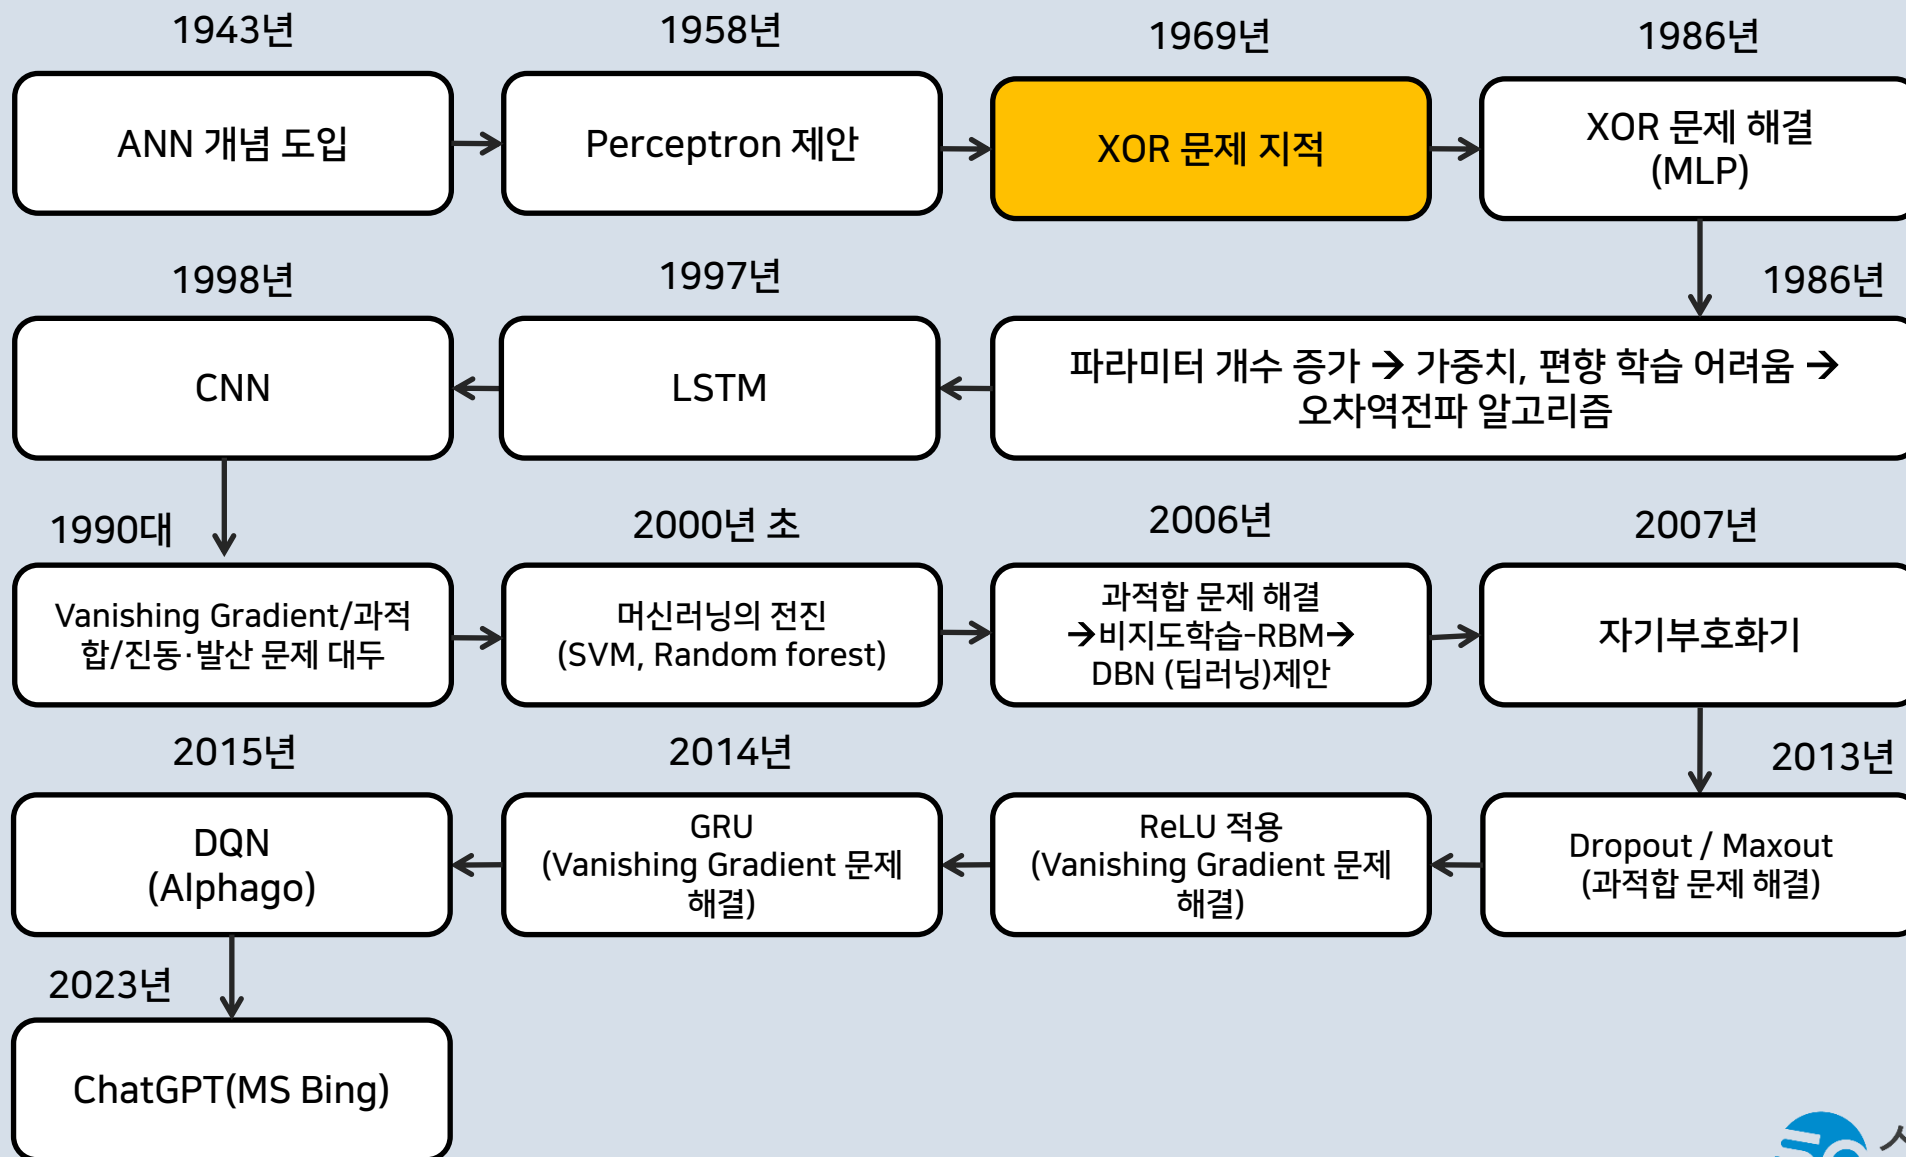 1943년
1958년
1969년
1986년
ANN 개념 도입
Perceptron 제안
XOR 문제 지적
XOR 문제 해결
(MLP)
1998년
1997년
1986년
CNN
LSTM
파라미터 개수 증가 → 가중치, 편향 학습 어려움 →
오차역전파 알고리즘
1990대
2000년 초
2006년
2007년
Vanishing Gradient/과적
합/진동·발산 문제 대두
머신러닝의 전진
(SVM, Random forest)
과적합 문제 해결
→비지도학습-RBM→
DBN (딥러닝)제안
자기부호화기
2015년
2014년
2013년
DQN
(Alphago)
GRU
(Vanishing Gradient 문제
해결)
ReLU 적용
(Vanishing Gradient 문제
해결)
Dropout / Maxout
(과적합 문제 해결)
2023년
ChatGPT(MS Bing)